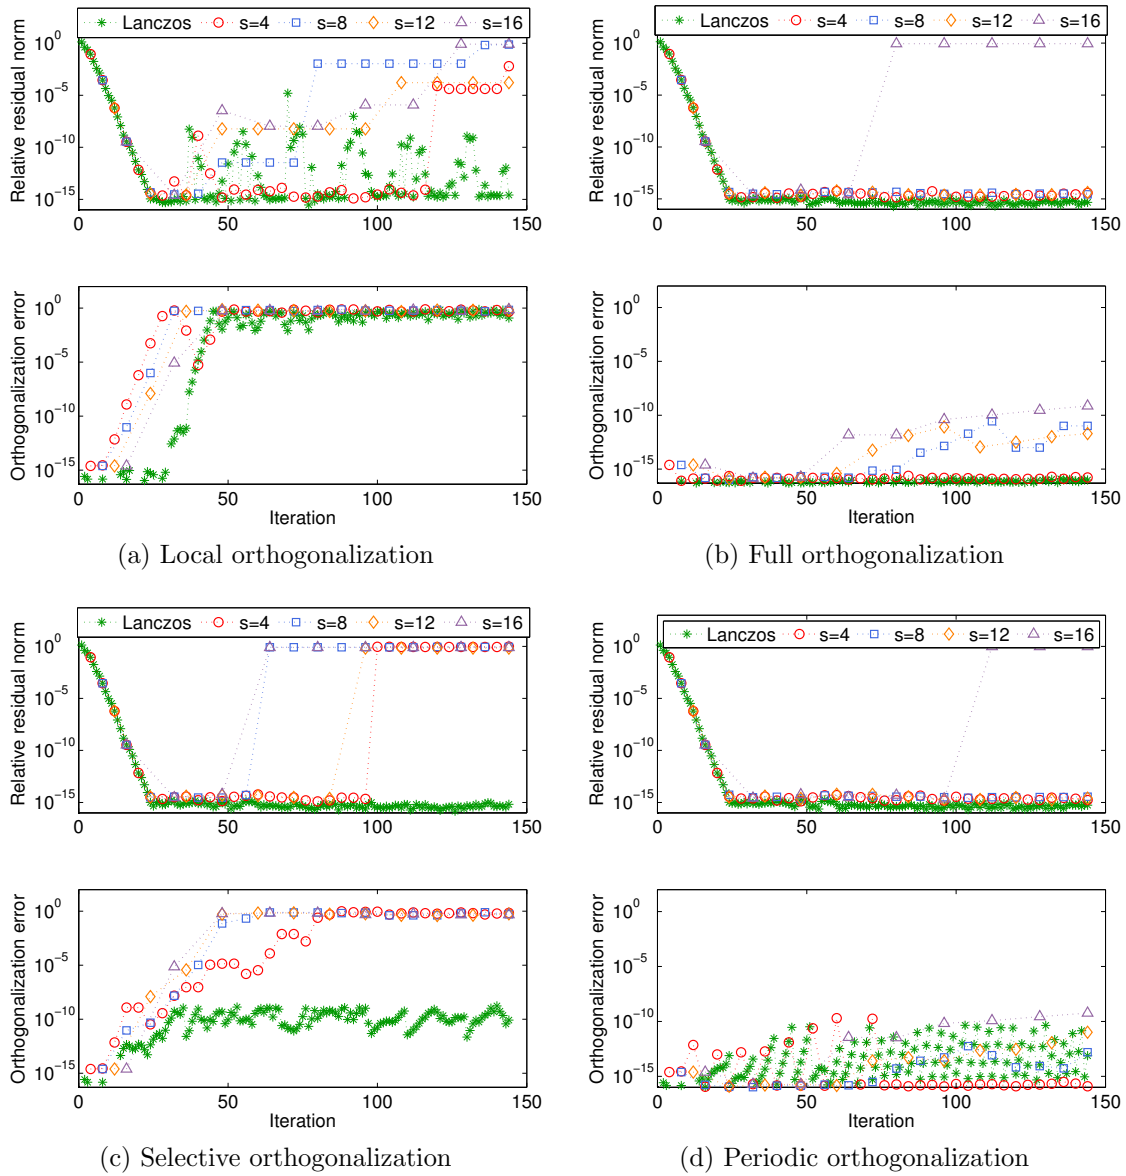 Lanczos s=4 s=8 s=12 s=16
Relative residual norm
10^0
10^-5
10^-10
10^-15
0 50 100 150
Orthogonalization error
10^0
10^-5
10^-10
10^-15
0 50 100 150
Iteration
(a) Local orthogonalization
Lanczos s=4 s=8 s=12 s=16
Relative residual norm
10^0
10^-5
10^-10
10^-15
0 50 100 150
Orthogonalization error
10^0
10^-5
10^-10
10^-15
0 50 100 150
Iteration
(b) Full orthogonalization
Lanczos s=4 s=8 s=12 s=16
Relative residual norm
10^0
10^-5
10^-10
10^-15
0 50 100 150
Orthogonalization error
10^0
10^-5
10^-10
10^-15
0 50 100 150
Iteration
(c) Selective orthogonalization
Lanczos s=4 s=8 s=12 s=16
Relative residual norm
10^0
10^-5
10^-10
10^-15
0 50 100 150
Orthogonalization error
10^0
10^-5
10^-10
10^-15
0 50 100 150
Iteration
(d) Periodic orthogonalization